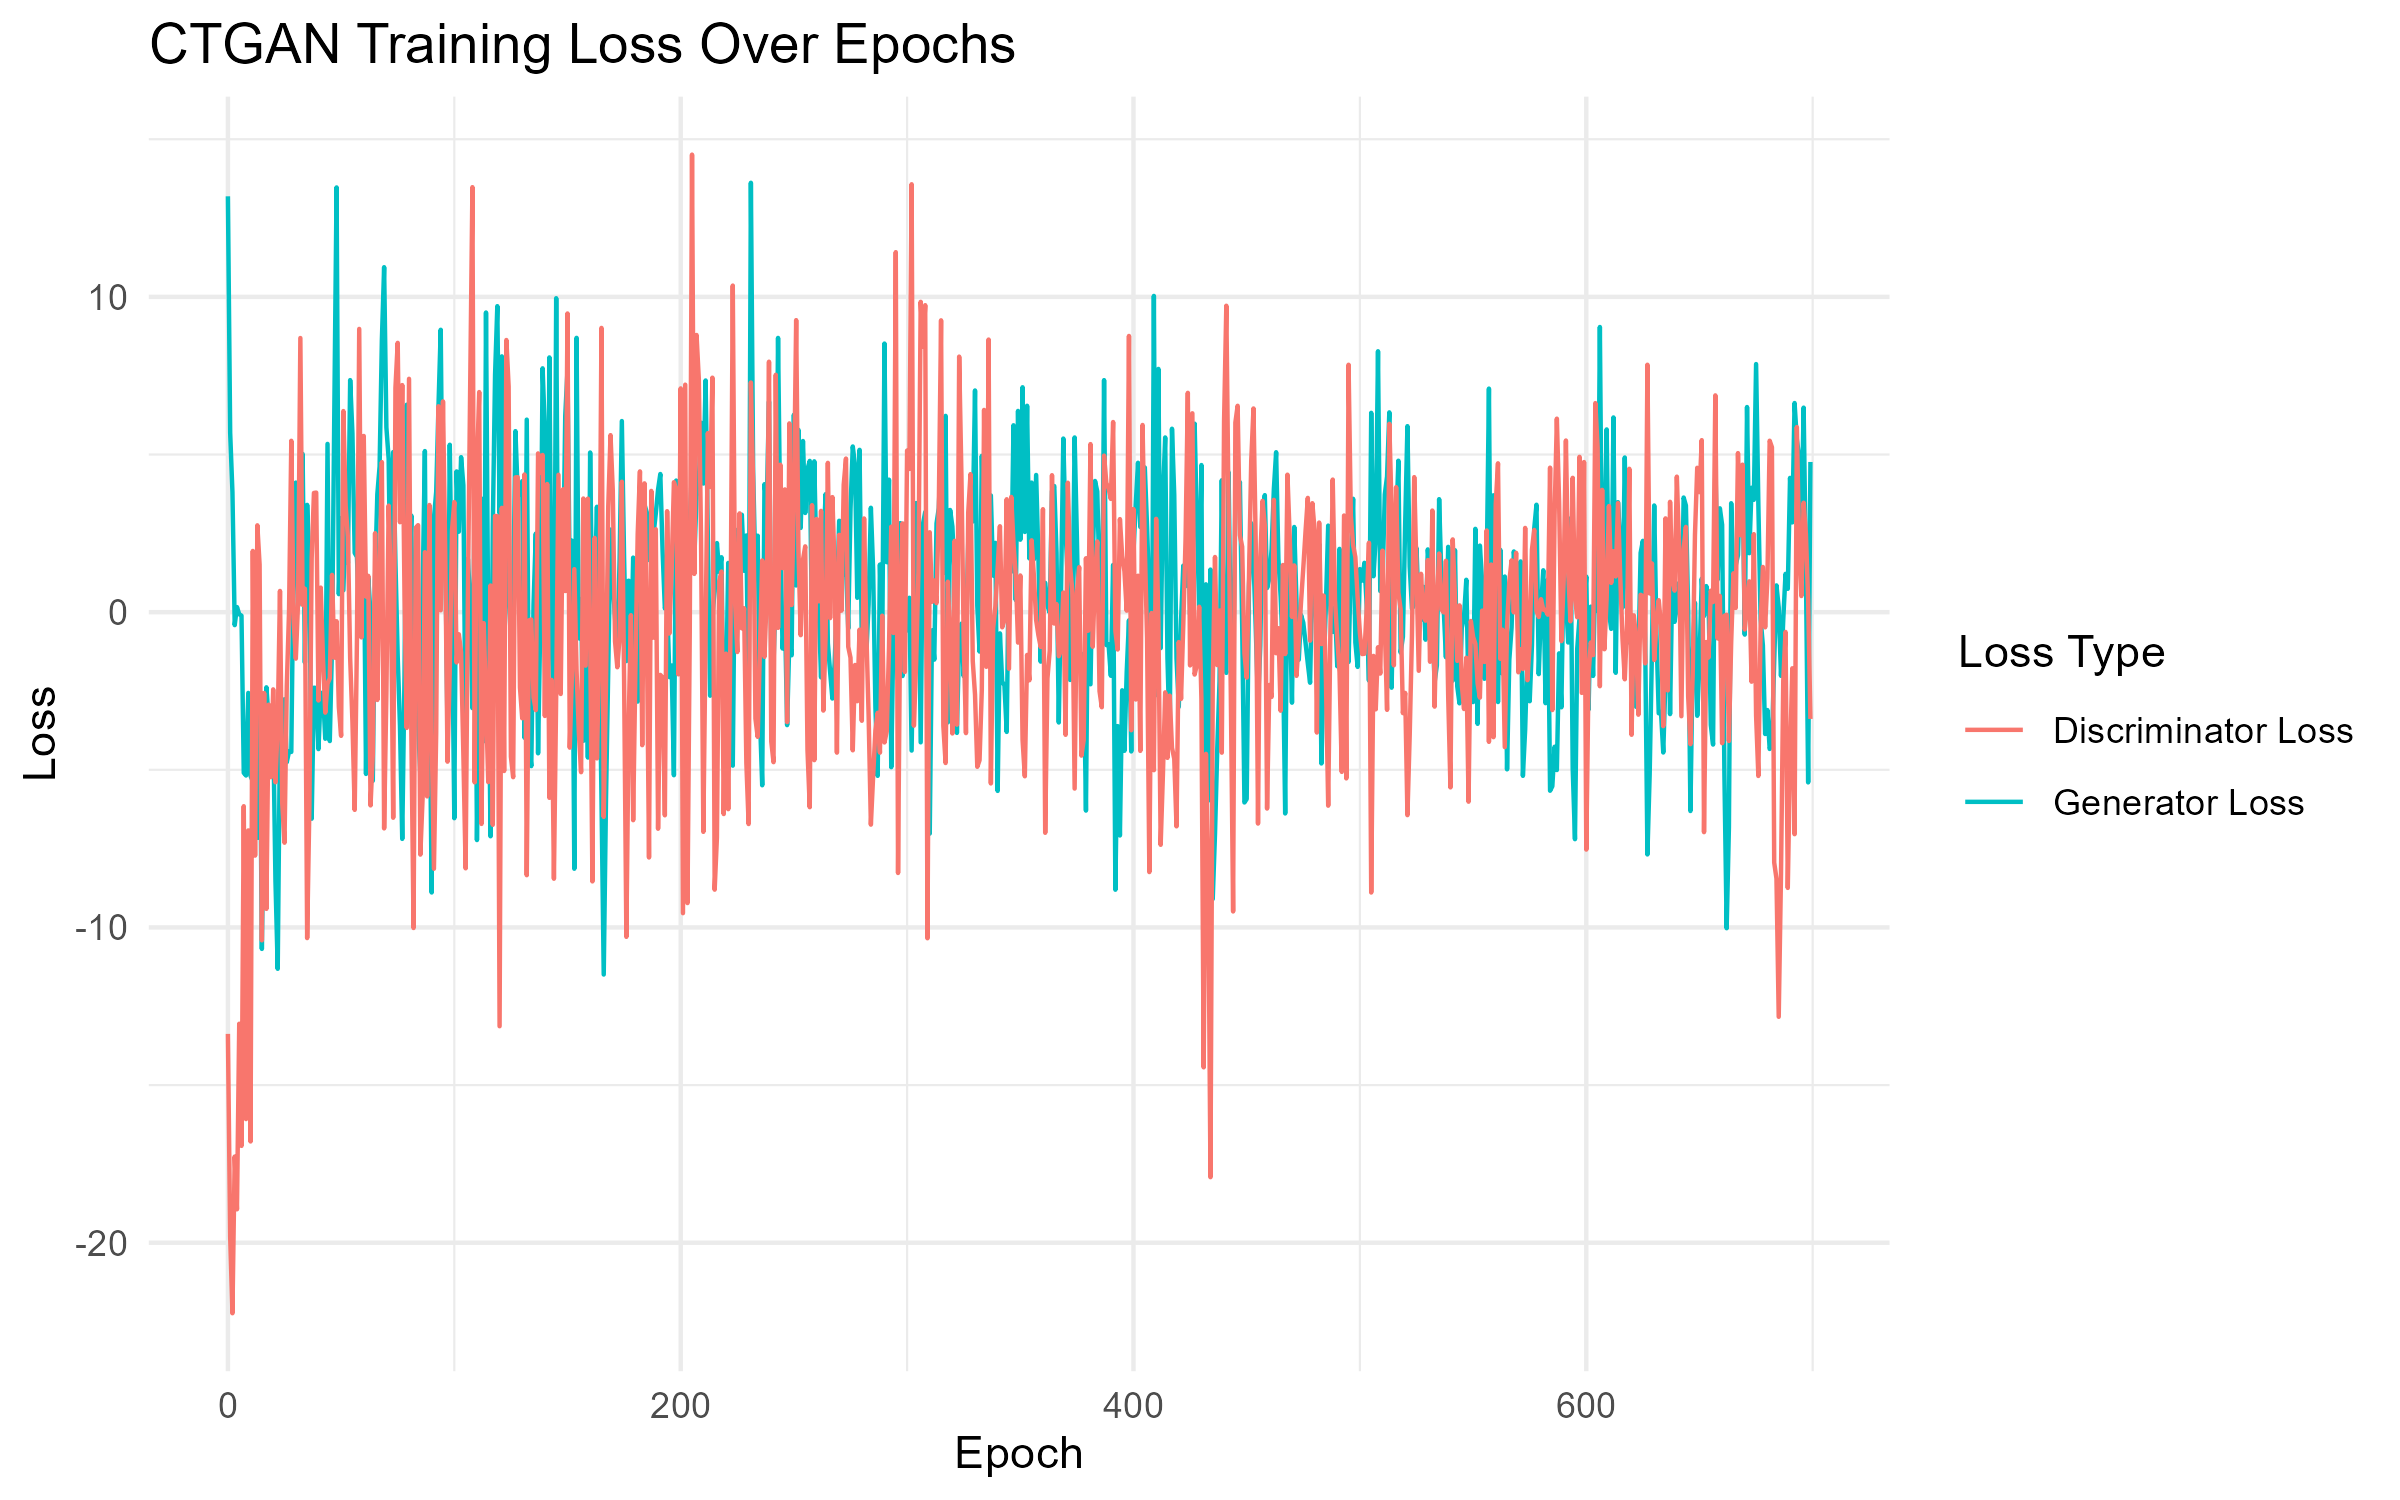 CTGAN Training Loss Over Epochs
Loss
10
0
-10
-20
0
200
400
600
Epoch
Loss Type
Discriminator Loss
Generator Loss